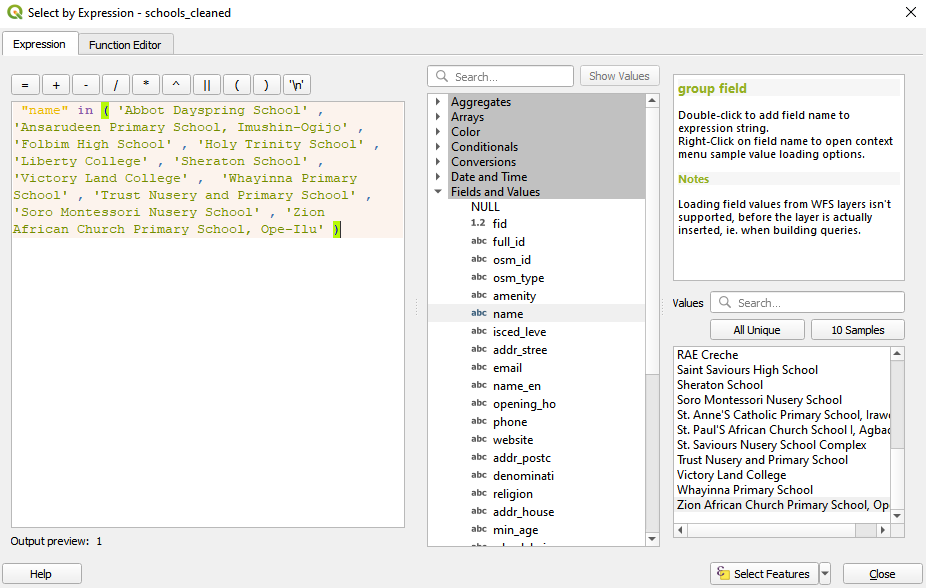 Select by Expression - schools_cleaned
Expression
Function Editor
= + - / * ^ || ( ) '\n'
"name" in ( 'Abbot Dayspring School' ,
'Ansarudeen Primary School, Imushin-Ogijo' ,
'Folbim High School' , 'Holy Trinity School' ,
'Liberty College' , 'Sheraton School' ,
'Victory Land College' , 'Whayinna Primary
School' , 'Trust Nusery and Primary School' ,
'Soro Montessori Nusery School' , 'Zion
African Church Primary School, Ope-Ilu' )
Output preview: 1
Help
Search...
Show Values
Aggregates
Arrays
Color
Conditionals
Conversions
Date and Time
Fields and Values
NULL
1.2 fid
abc full_id
abc osm_id
abc osm_type
abc amenity
abc name
abc isced_leve
abc addr_stree
abc email
abc name_en
abc opening_ho
abc phone
abc website
abc addr_postc
abc denominati
abc religion
abc addr_house
abc min_age
group field
Double-click to add field name to
expression string.
Right-Click on field name to open context
menu sample value loading options.
Notes
Loading field values from WFS layers isn't
supported, before the layer is actually
inserted, ie. when building queries.
Values
Search...
All Unique
10 Samples
RAE Creche
Saint Saviours High School
Sheraton School
Soro Montessori Nusery School
St. Anne'S Catholic Primary School, Iraw
St. Paul'S African Church School I, Agbac
St. Saviours Nusery School Complex
Trust Nusery and Primary School
Victory Land College
Whayinna Primary School
Zion African Church Primary School, Op
Select Features
Close